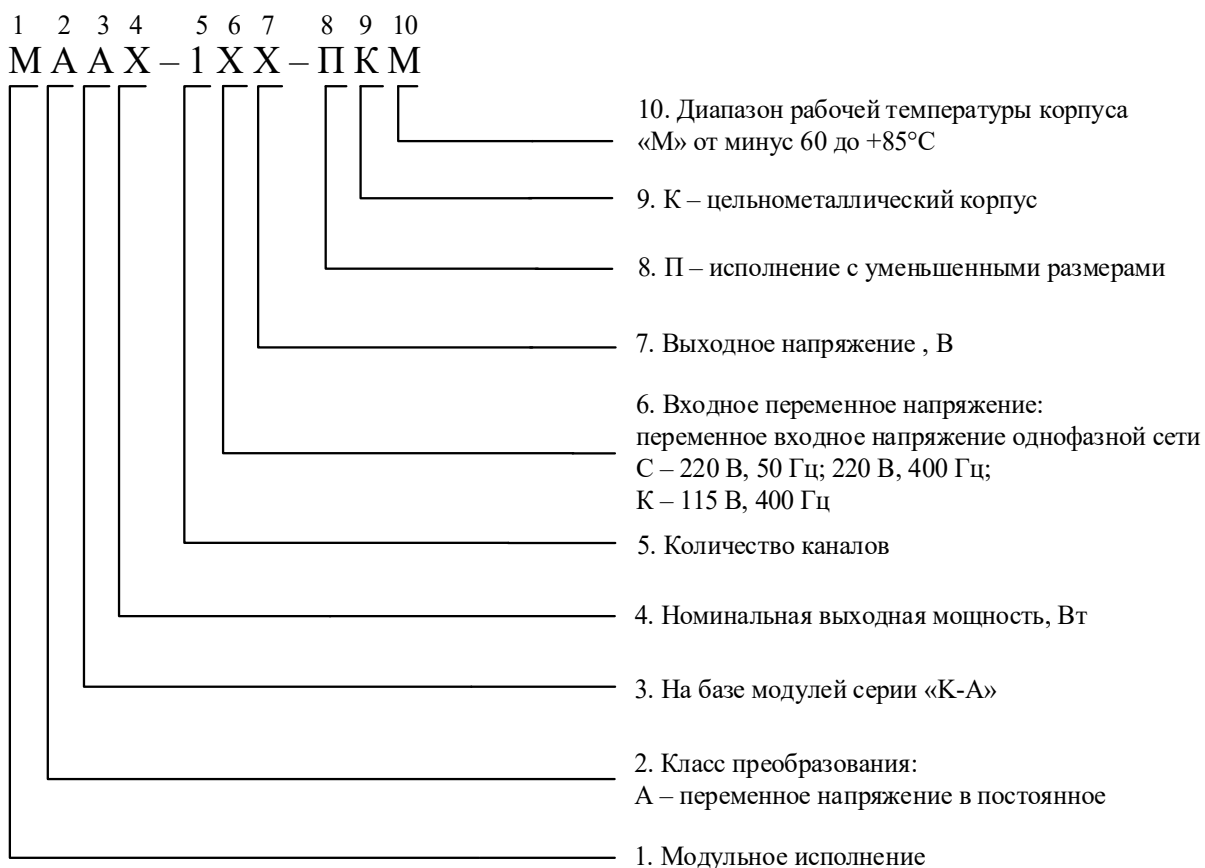 1 2 3 4 5 6 7 8 9 10
М А А Х – 1 Х Х – П К М
10. Диапазон рабочей температуры корпуса
«М» от минус 60 до +85°С
9. К – цельнометаллический корпус
8. П – исполнение с уменьшенными размерами
7. Выходное напряжение , В
6. Входное переменное напряжение:
переменное входное напряжение однофазной сети
С – 220 В, 50 Гц; 220 В, 400 Гц;
К – 115 В, 400 Гц
5. Количество каналов
4. Номинальная выходная мощность, Вт
3. На базе модулей серии «К-А»
2. Класс преобразования:
А – переменное напряжение в постоянное
1. Модульное исполнение